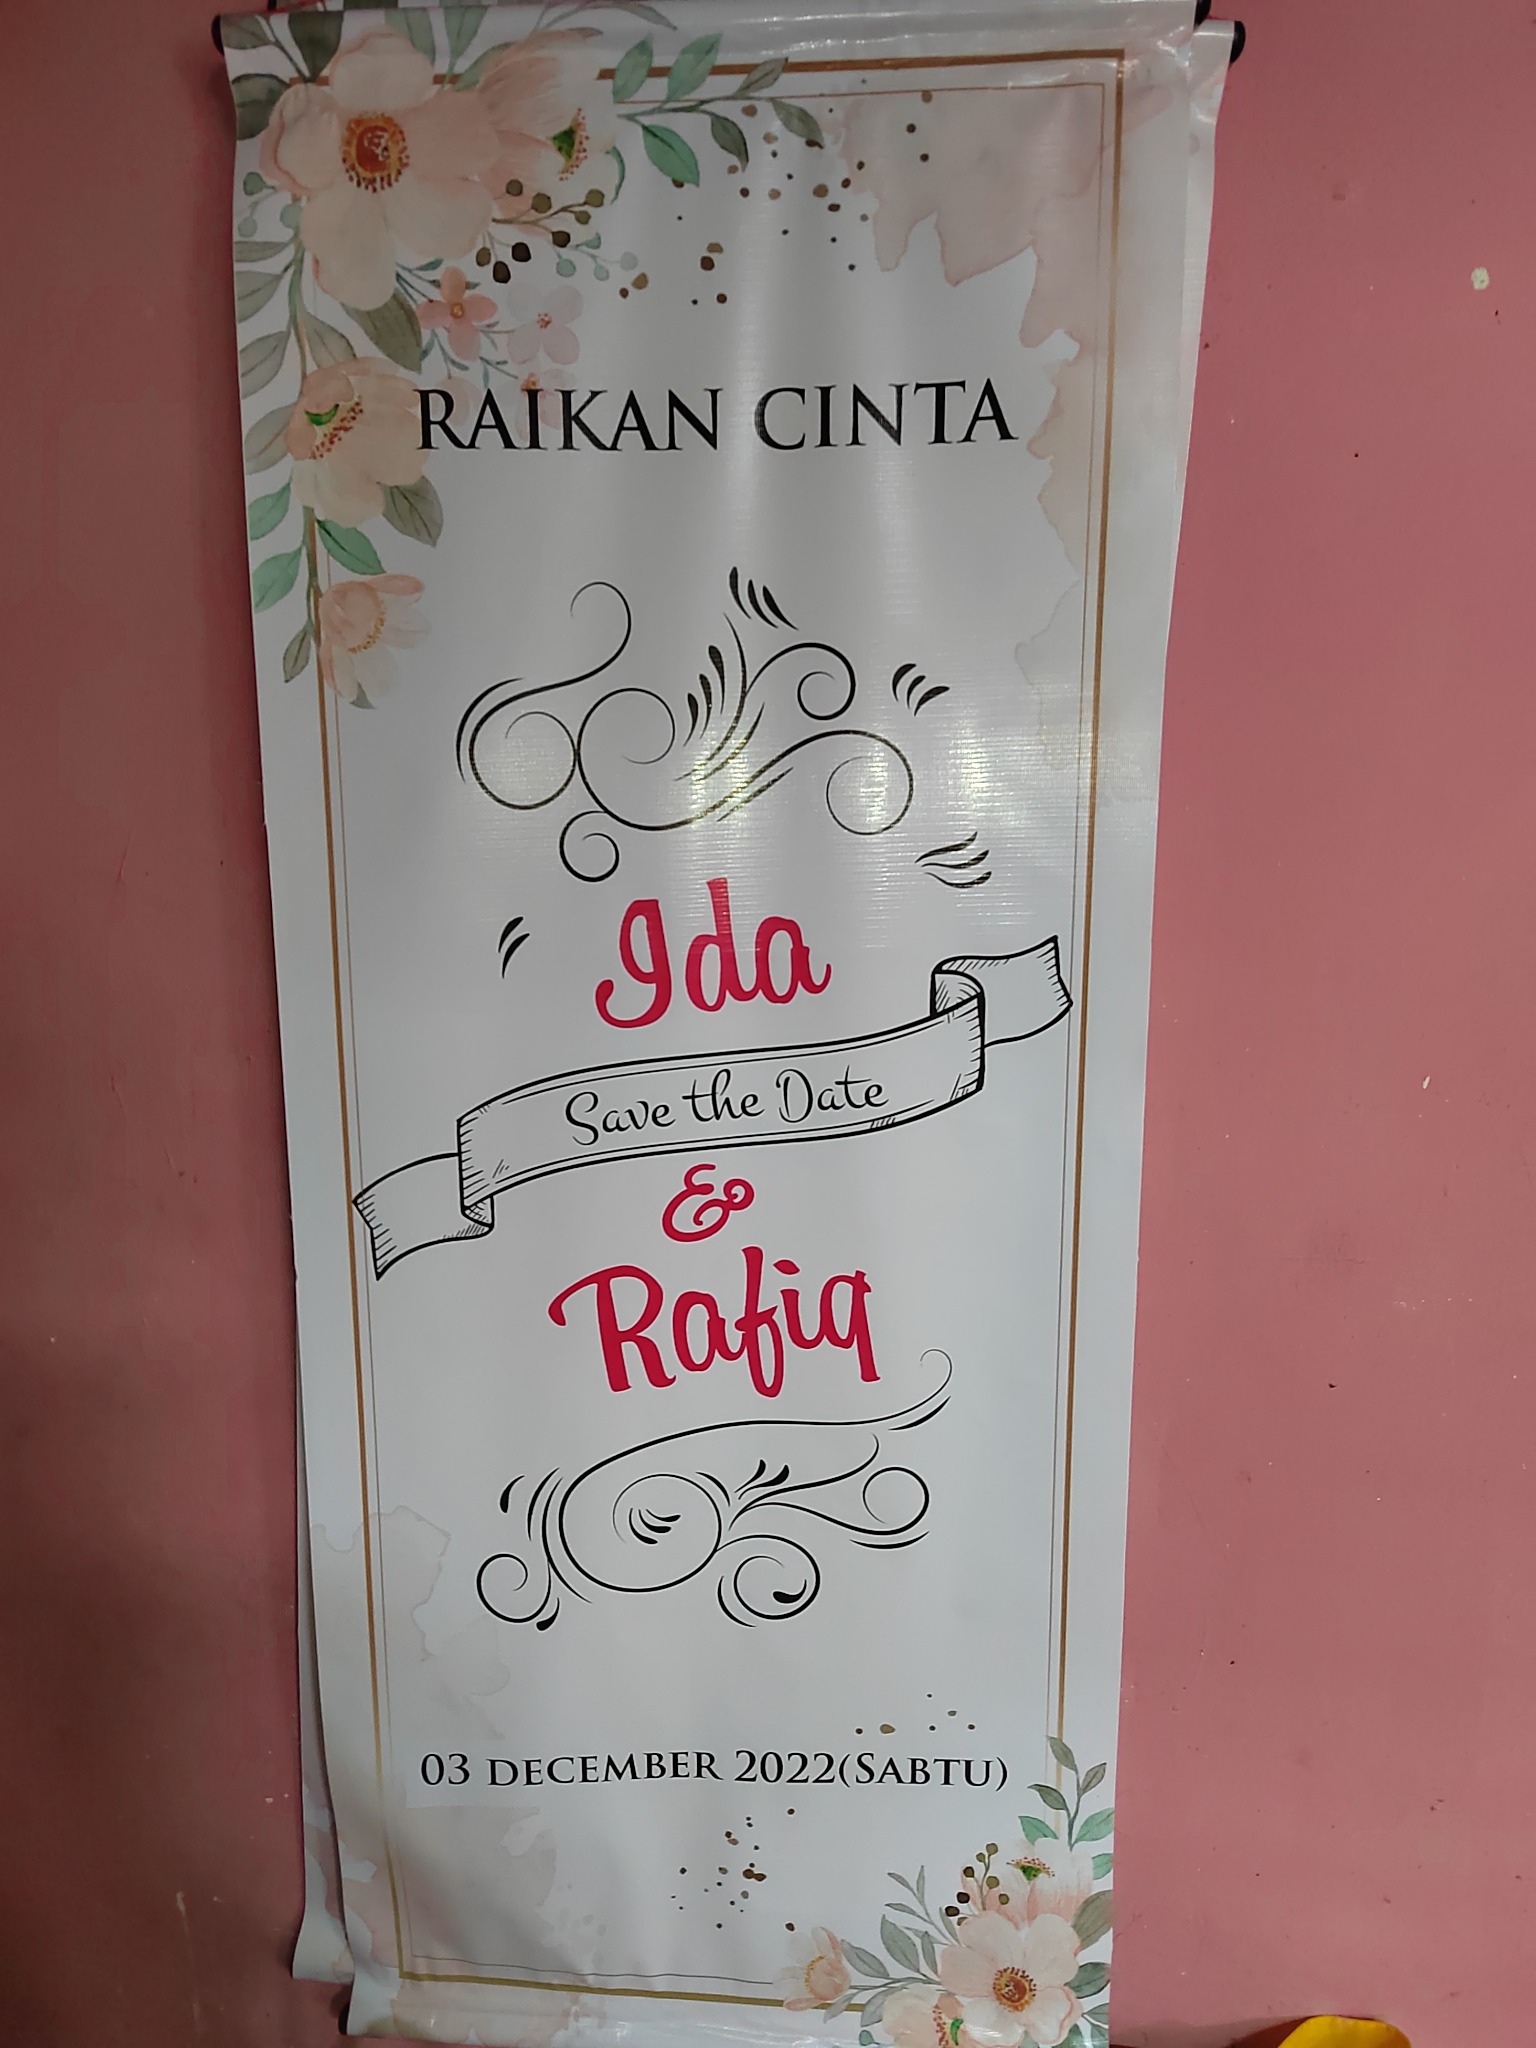 RAIKAN CINTA
Ida
Save the Date
&
Rafiq
03 DECEMBER 2022(SABTU)